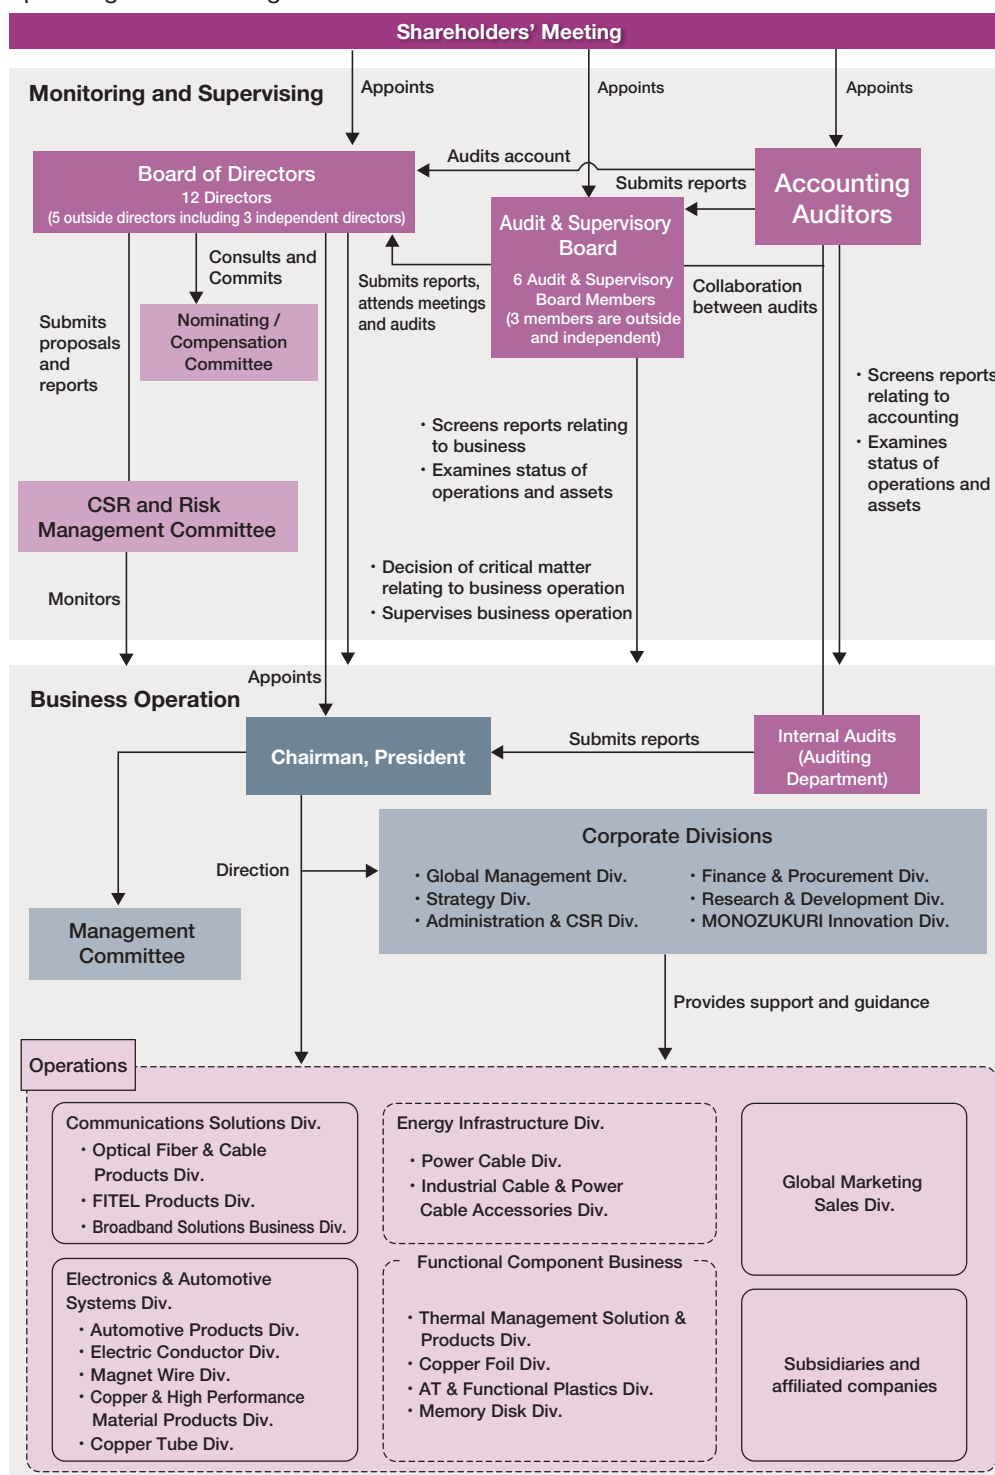 Shareholders' Meeting
Appoints
Appoints
Appoints
Monitoring and Supervising
Board of Directors
12 Directors
(5 outside directors including 3 independent directors)
Audits account
Submits reports
Accounting
Auditors
Audit & Supervisory
Board
6 Audit & Supervisory
Board Members
(3 members are outside
and independent)
Consults and
Commits
Submits reports,
attends meetings
and audits
Collaboration
between audits
Nominating /
Compensation
Committee
Submits
proposals
and
reports
・Screens reports
relating to
accounting
・Examines
status of
operations and
assets
・Screens reports relating
to business
・Examines status of
operations and assets
CSR and Risk
Management Committee
・Decision of critical matter
relating to business operation
・Supervises business operation
Monitors
Business Operation
Appoints
Chairman, President
Submits reports
Internal Audits
(Auditing
Department)
Corporate Divisions
・Global Management Div.
・Strategy Div.
・Administration & CSR Div.
・Finance & Procurement Div.
・Research & Development Div.
・MONOZUKURI Innovation Div.
Direction
Management
Committee
Provides support and guidance
Operations
Communications Solutions Div.
・Optical Fiber & Cable
Products Div.
・FITEL Products Div.
・Broadband Solutions Business Div.
Energy Infrastructure Div.
・Power Cable Div.
・Industrial Cable & Power
Cable Accessories Div.
Global Marketing
Sales Div.
Electronics & Automotive
Systems Div.
・Automotive Products Div.
・Electric Conductor Div.
・Magnet Wire Div.
・Copper & High Performance
Material Products Div.
・Copper Tube Div.
Functional Component Business
・Thermal Management Solution &
Products Div.
・Copper Foil Div.
・AT & Functional Plastics Div.
・Memory Disk Div.
Subsidiaries and
affiliated companies